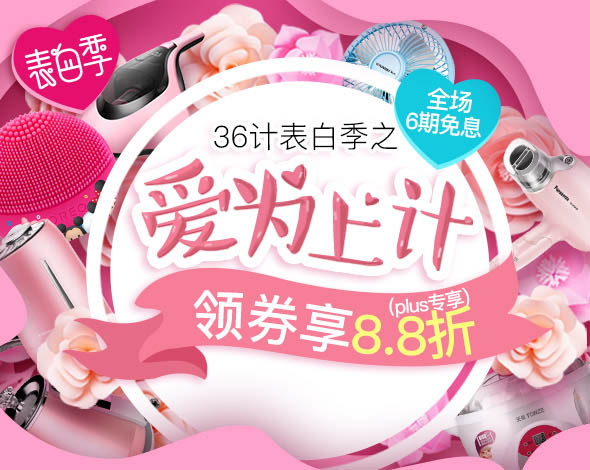 表白季
全场
6期免息
36计表白季之
爱为上计
领券享8.8折
(plus专享)
Panasonic